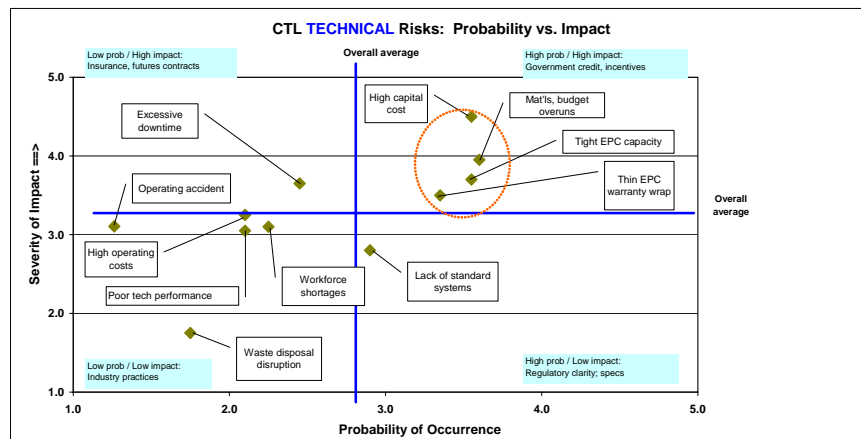 CTL TECHNICAL Risks: Probability vs. Impact
Low prob / High impact:
Insurance, futures contracts
Overall average
High prob / High impact:
Government credit, incentives
5.0
4.0
3.0
2.0
1.0
Severity of Impact ==>
High capital
cost
Mat'ls, budget
overuns
Excessive
downtime
Tight EPC capacity
Thin EPC
warranty wrap
Operating accident
Overall
average
High operating
costs
Poor tech performance
Workforce
shortages
Lack of standard
systems
Waste disposal
disruption
Low prob / Low impact:
Industry practices
High prob / Low impact:
Regulatory clarity; specs
1.0
2.0
3.0
4.0
5.0
Probability of Occurrence